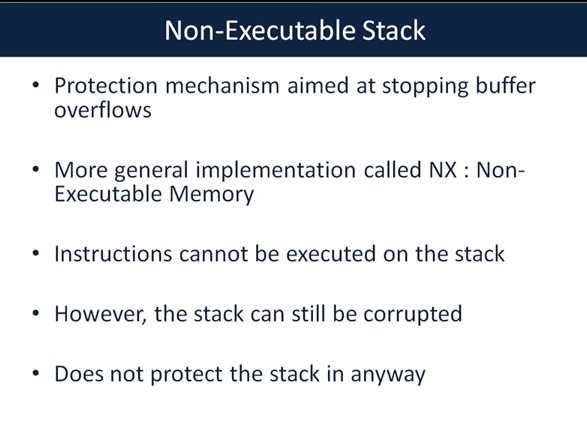 Non-Executable Stack
• Protection mechanism aimed at stopping buffer
overflows
• More general implementation called NX : Non-
Executable Memory
• Instructions cannot be executed on the stack
• However, the stack can still be corrupted
• Does not protect the stack in anyway